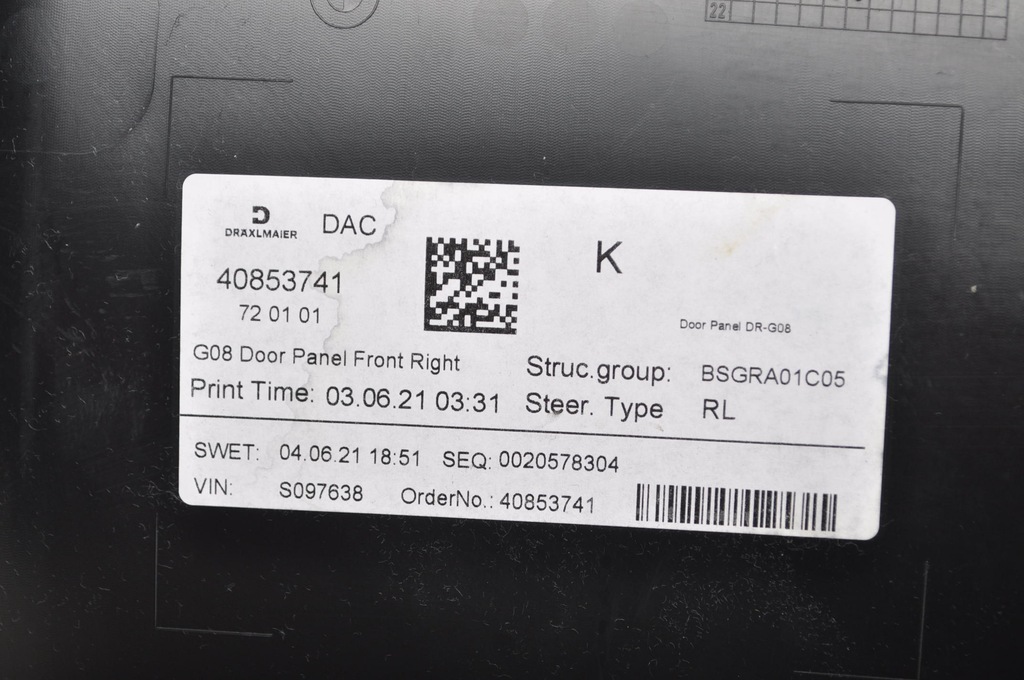 22
DRÄXLMAIER DAC
K
40853741
72 01 01
Door Panel DR-G08
G08 Door Panel Front Right
Struc.group: BSGRA01C05
Print Time: 03.06.21 03:31 Steer. Type RL
SWET: 04.06.21 18:51 SEQ: 0020578304
VIN: S097638 OrderNo.: 40853741